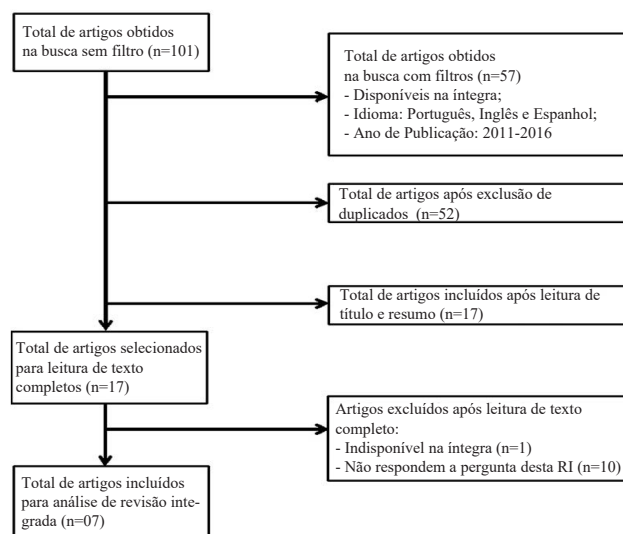 Total de artigos obtidos
na busca sem filtro (n=101)
Total de artigos obtidos
na busca com filtros (n=57)
- Disponíveis na íntegra;
- Idioma: Português, Inglês e Espanhol;
- Ano de Publicação: 2011-2016
Total de artigos após exclusão de
duplicados (n=52)
Total de artigos incluídos após leitura de
título e resumo (n=17)
Total de artigos selecionados
para leitura de texto
completos (n=17)
Artigos excluídos após leitura de texto
completo:
- Indisponível na íntegra (n=1)
- Não respondem a pergunta desta RI (n=10)
Total de artigos incluídos
para análise de revisão inte-
grada (n=07)